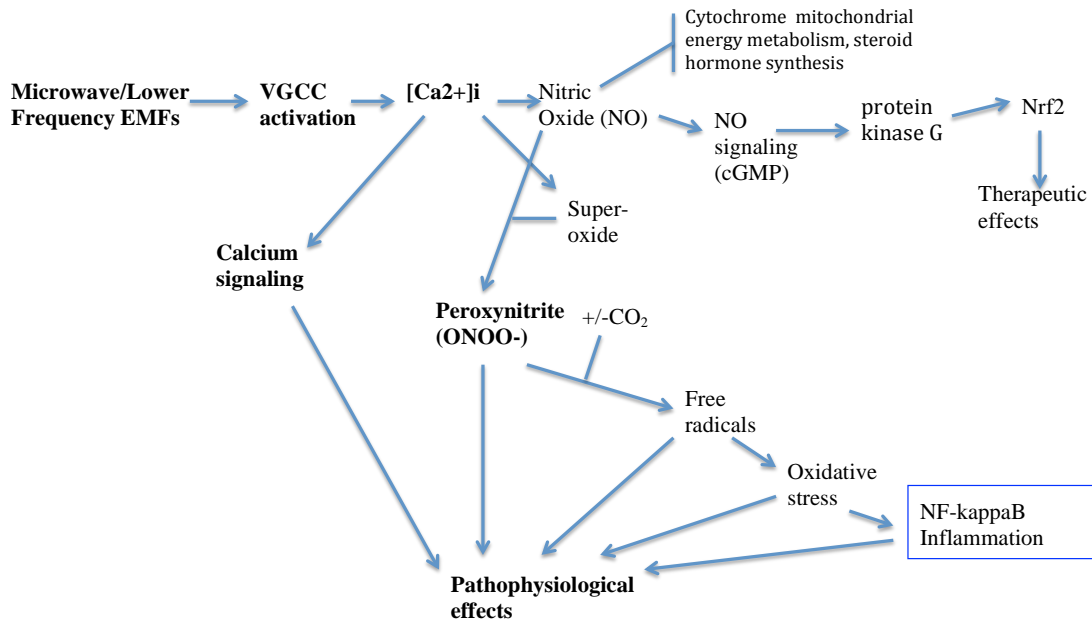 Cytochrome mitochondrial
energy metabolism, steroid
hormone synthesis
Microwave/Lower
Frequency EMFs
VGCC
activation
[Ca2+]i
Nitric
Oxide (NO)
NO
signaling
(cGMP)
protein
kinase G
Nrf2
Therapeutic
effects
Super-
oxide
Calcium
signaling
Peroxynitrite
(ONOO-)
+/-CO₂
Free
radicals
Oxidative
stress
NF-kappaB
Inflammation
Pathophysiological
effects